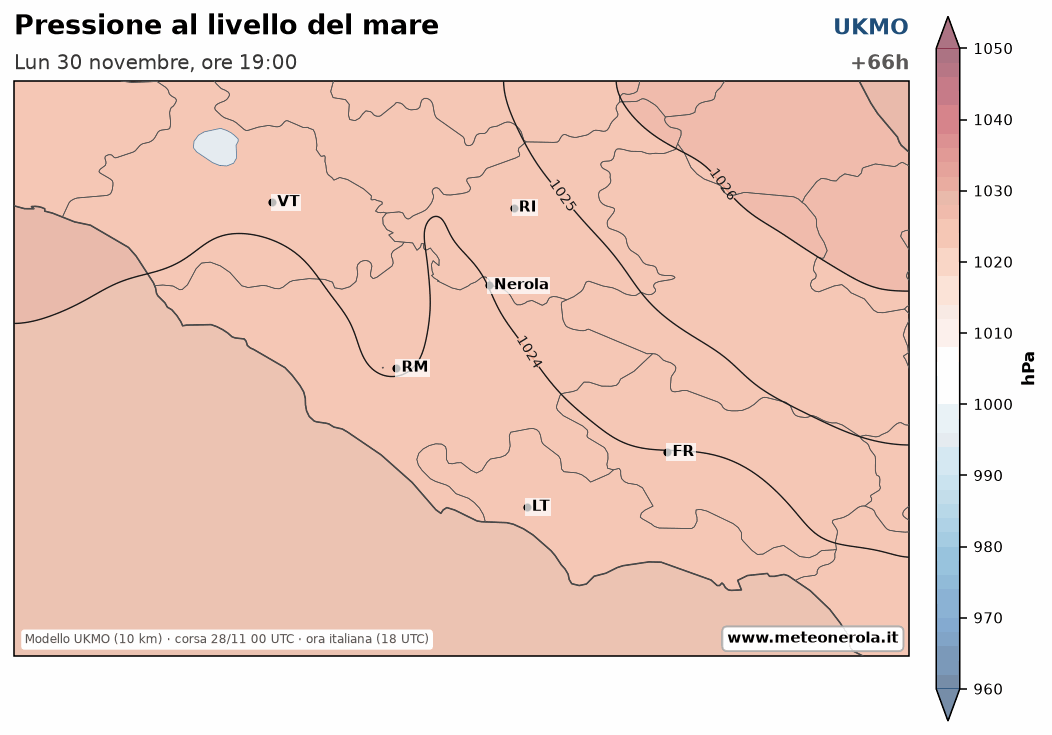 Pressione al livello del mare
UKMO
Lun 30 novembre, ore 19:00
+66h
1050
1040
1030
1020
1010
1000
990
980
970
960
hPa
1025
1026
1024
VT
RI
Nerola
RM
FR
LT
Modello UKMO (10 km) · corsa 28/11 00 UTC · ora italiana (18 UTC)
www.meteonerola.it